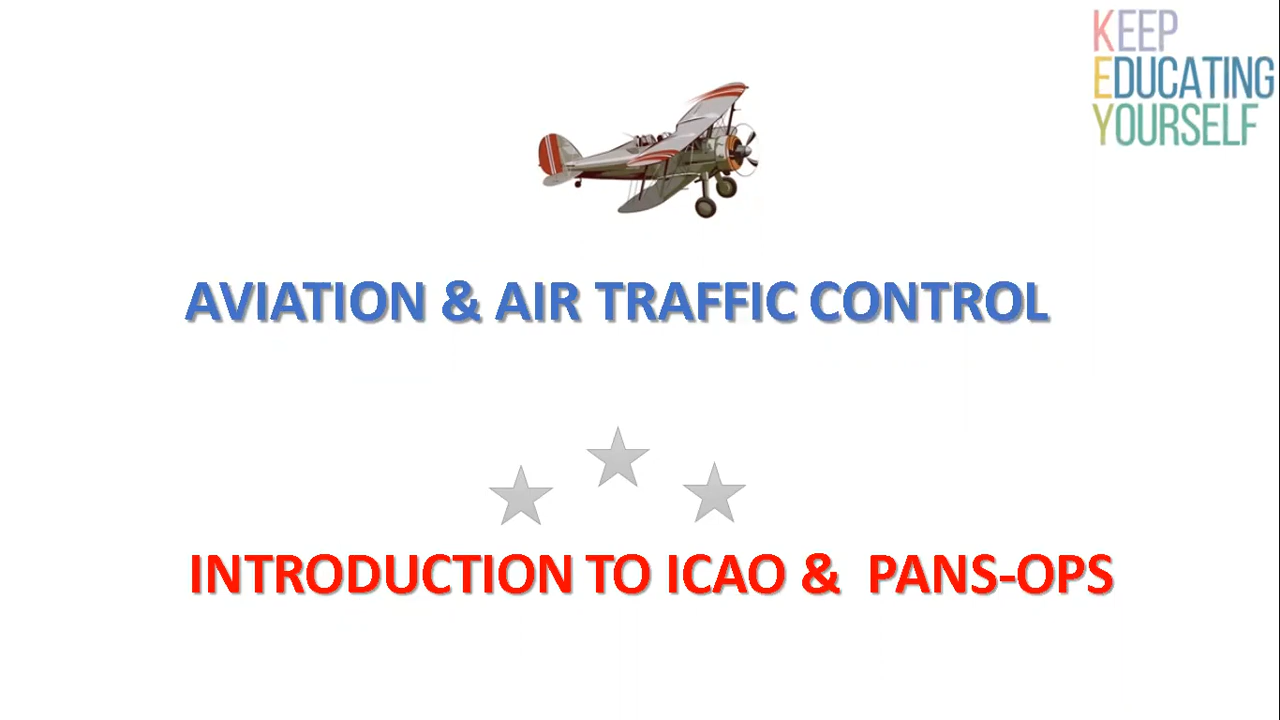 KEEP
EDUCATING
YOURSELF
AVIATION & AIR TRAFFIC CONTROL
INTRODUCTION TO ICAO & PANS-OPS